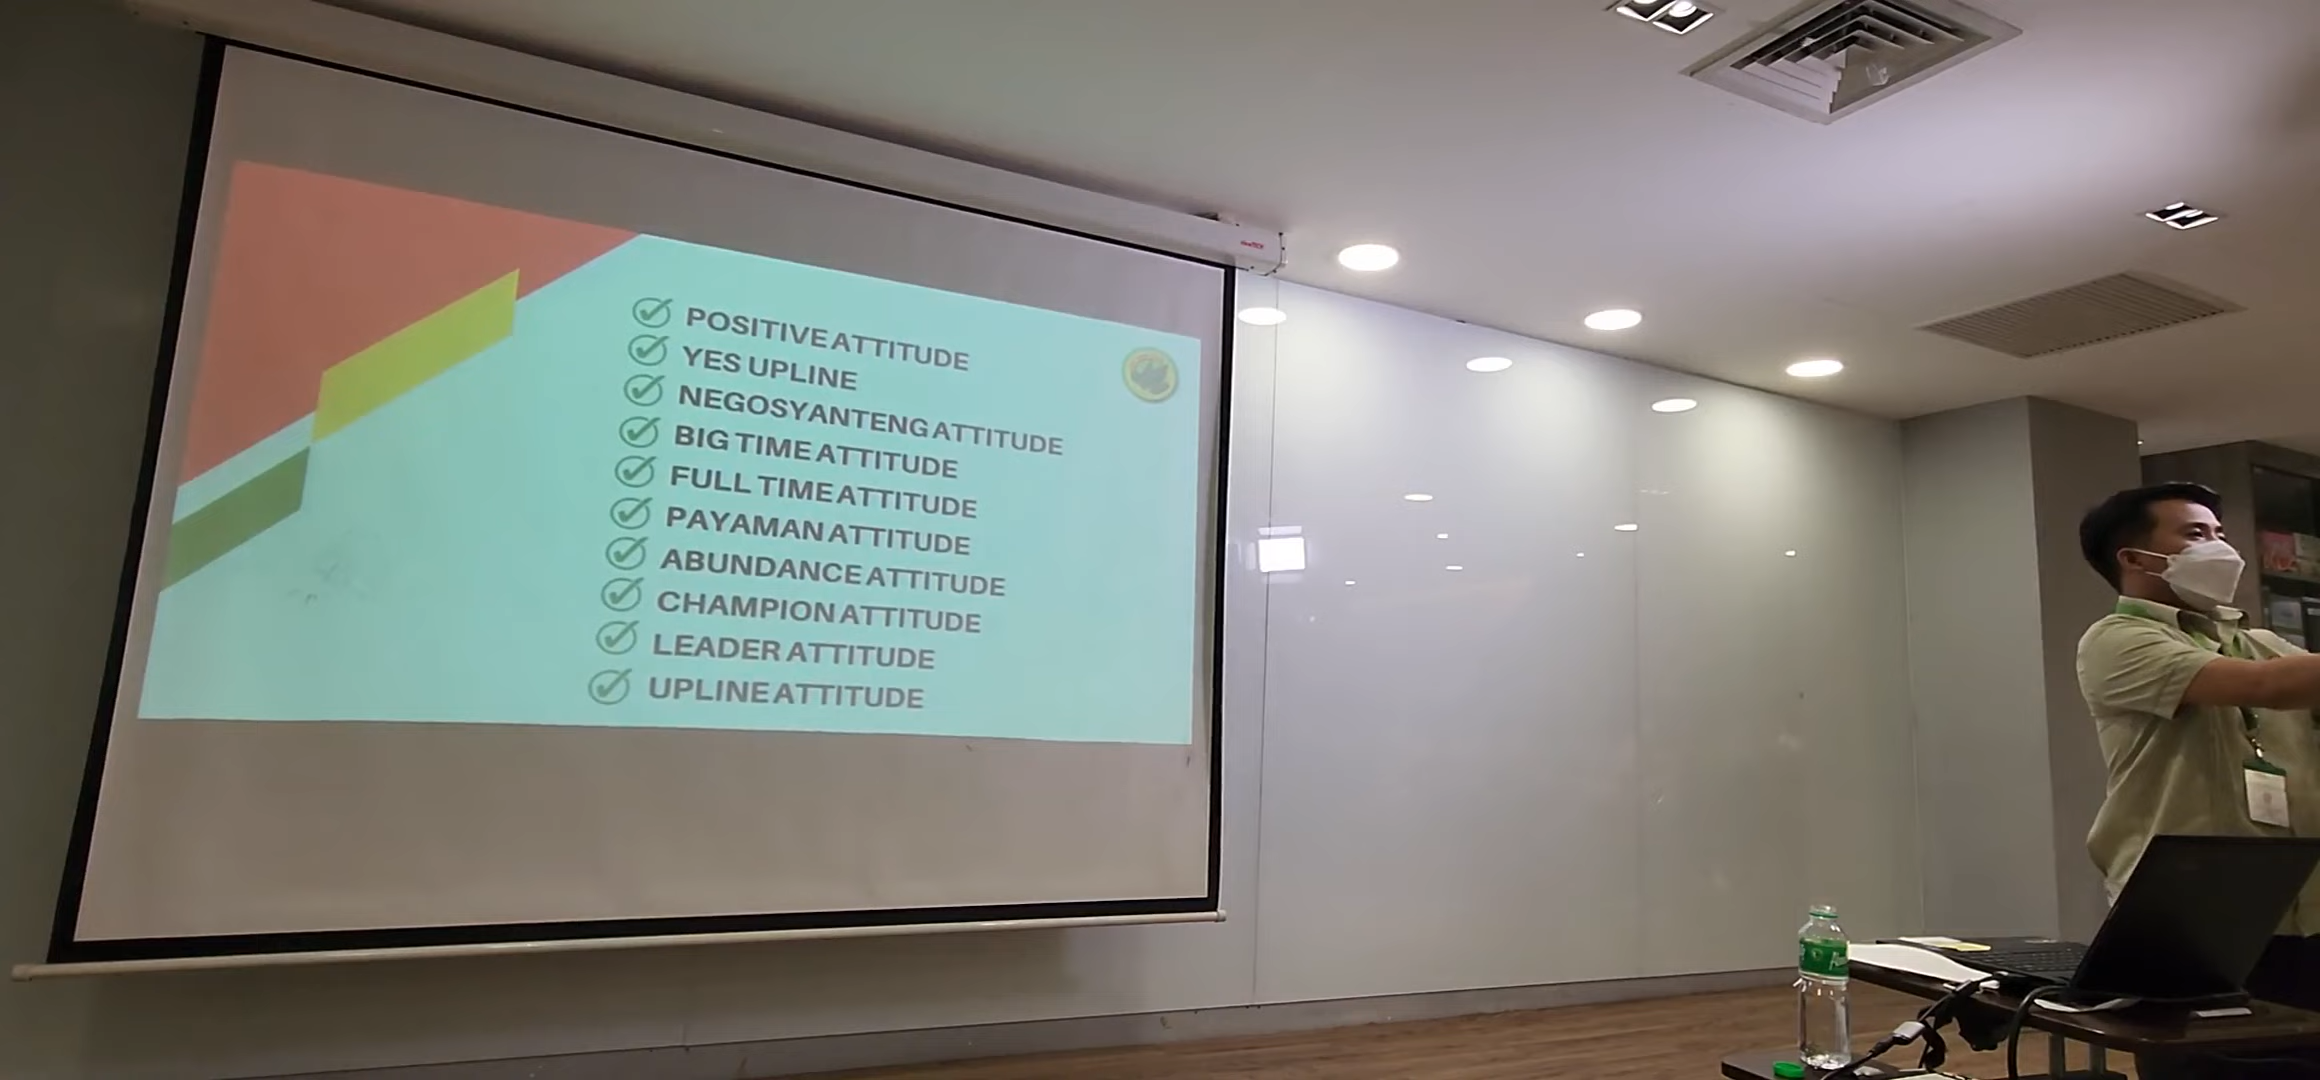 POSITIVE ATTITUDE
YES UPLINE
NEGOSYANTENG ATTITUDE
BIG TIME ATTITUDE
FULL TIME ATTITUDE
PAYAMAN ATTITUDE
ABUNDANCE ATTITUDE
CHAMPION ATTITUDE
LEADER ATTITUDE
UPLINE ATTITUDE